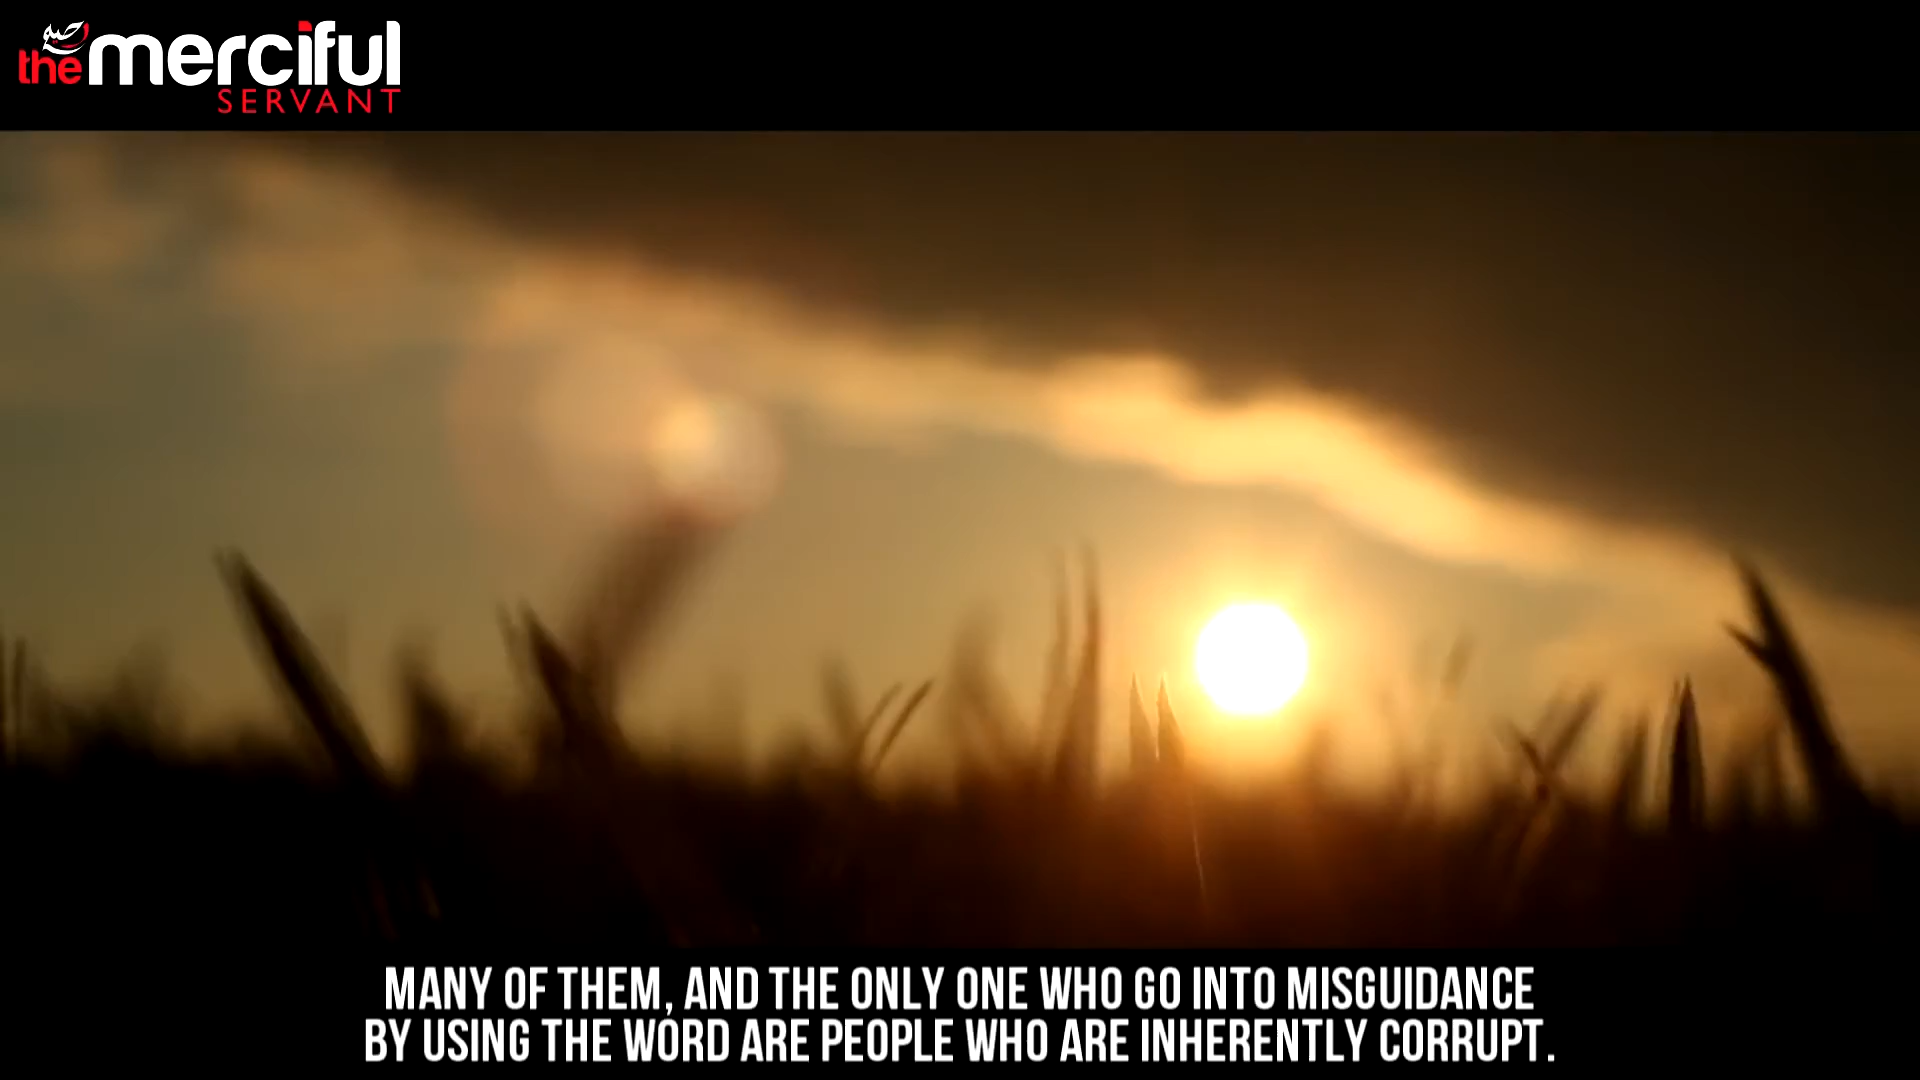 the merciful
SERVANT
MANY OF THEM, AND THE ONLY ONE WHO GO INTO MISGUIDANCE
BY USING THE WORD ARE PEOPLE WHO ARE INHERENTLY CORRUPT.